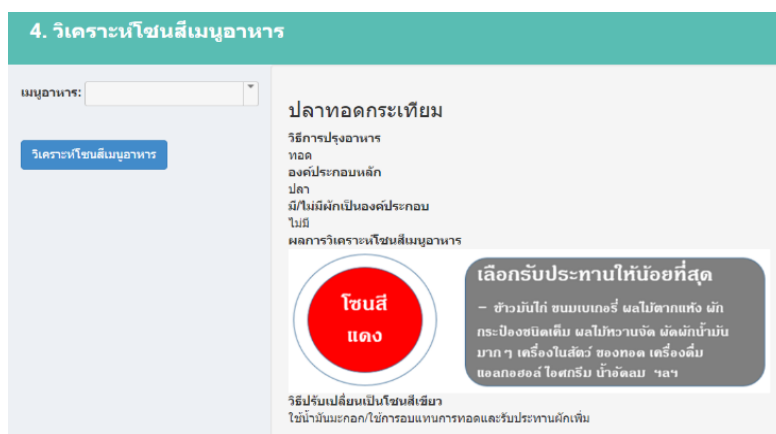 4. วิเคราะห์โซนสีเมนูอาหาร
เมนูอาหาร:
วิเคราะห์โซนสีเมนูอาหาร
ปลาทอดกระเทียม
วิธีการปรุงอาหาร
ทอด
องค์ประกอบหลัก
ปลา
มี/ไม่มีผักเป็นองค์ประกอบ
ไม่มี
ผลการวิเคราะห์โซนสีเมนูอาหาร
โซนสี
แดง
เลือกรับประทานให้น้อยที่สุด
– ข้าวมันไก่ ขนมเบเกอรี่ ผลไม้ตากแห้ง ผัก
กระป๋องชนิดเค็ม ผลไม้หวานจัด ผัดผักน้ำมัน
มาก ๆ เครื่องในสัตว์ ของทอด เครื่องดื่ม
แอลกอฮอล์ ไอศกรีม น้ำอัดลม ฯลฯ
วิธีปรับเปลี่ยนเป็นโซนสีเขียว
ใช้น้ำมันมะกอก/ใช้การอบแทนการทอดและรับประทานผักเพิ่ม